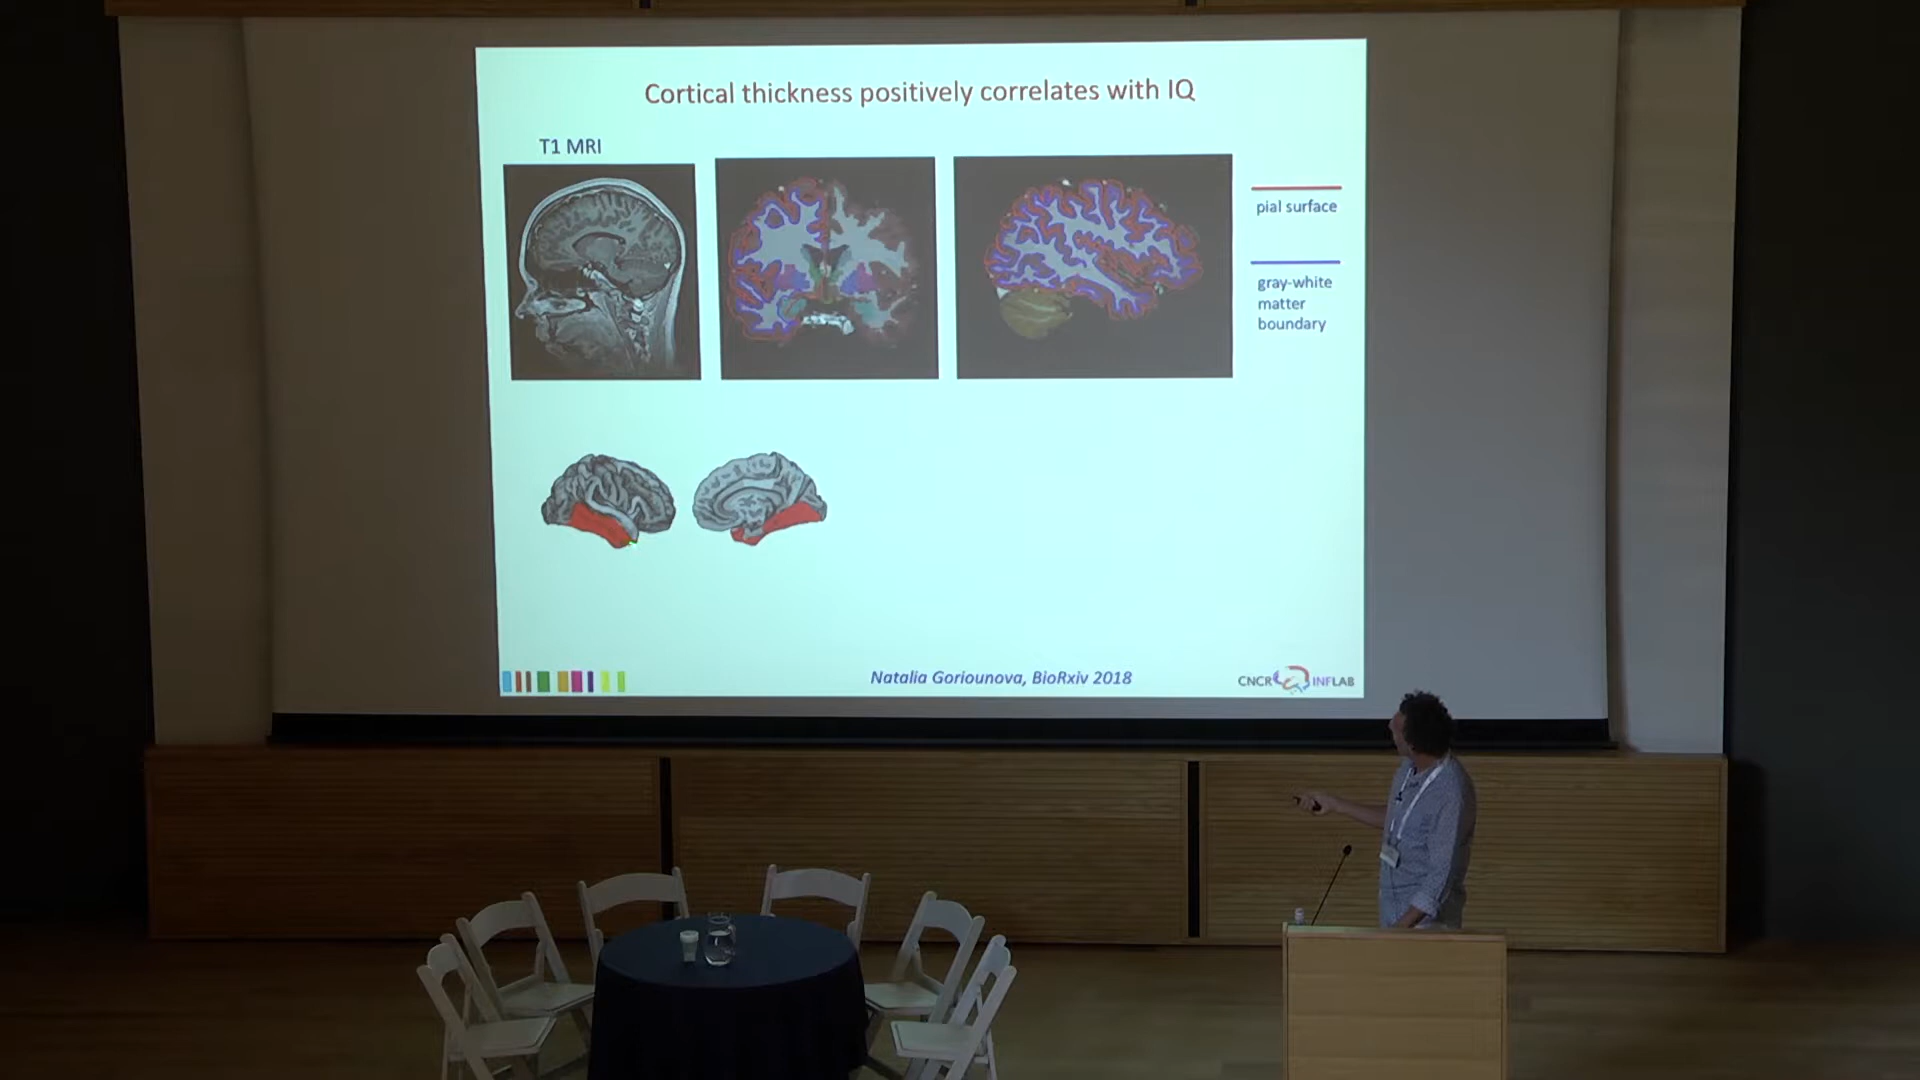 Cortical thickness positively correlates with IQ
T1 MRI
pial surface
gray-white
matter
boundary
Natalia Goriounova, BioRxiv 2018
CNCR INFLAB